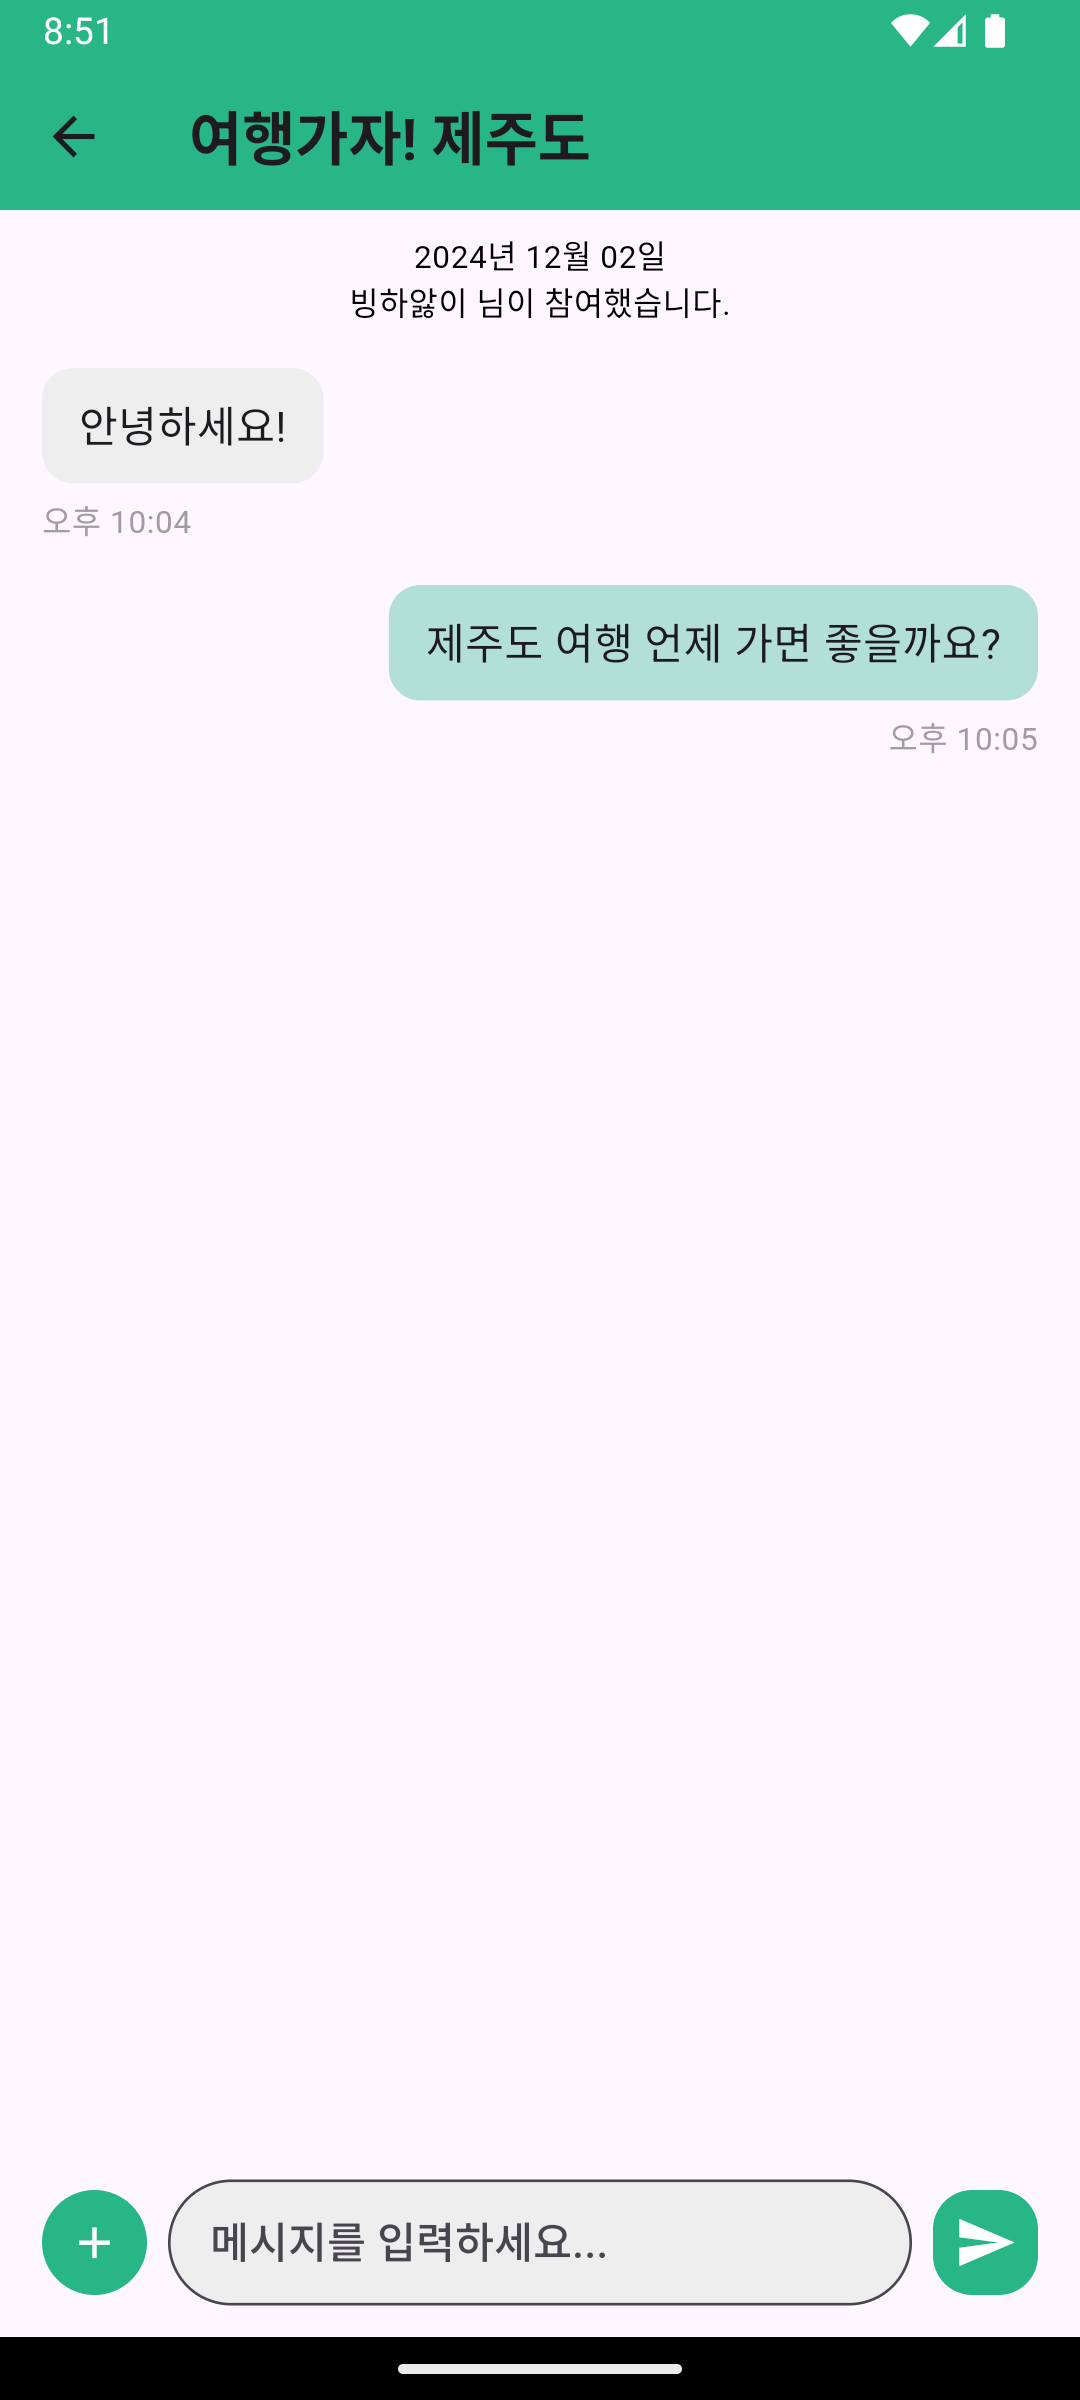 8:51
여행가자! 제주도
2024년 12월 02일
빙하앓이 님이 참여했습니다.
안녕하세요!
오후 10:04
제주도 여행 언제 가면 좋을까요?
오후 10:05
메시지를 입력하세요...